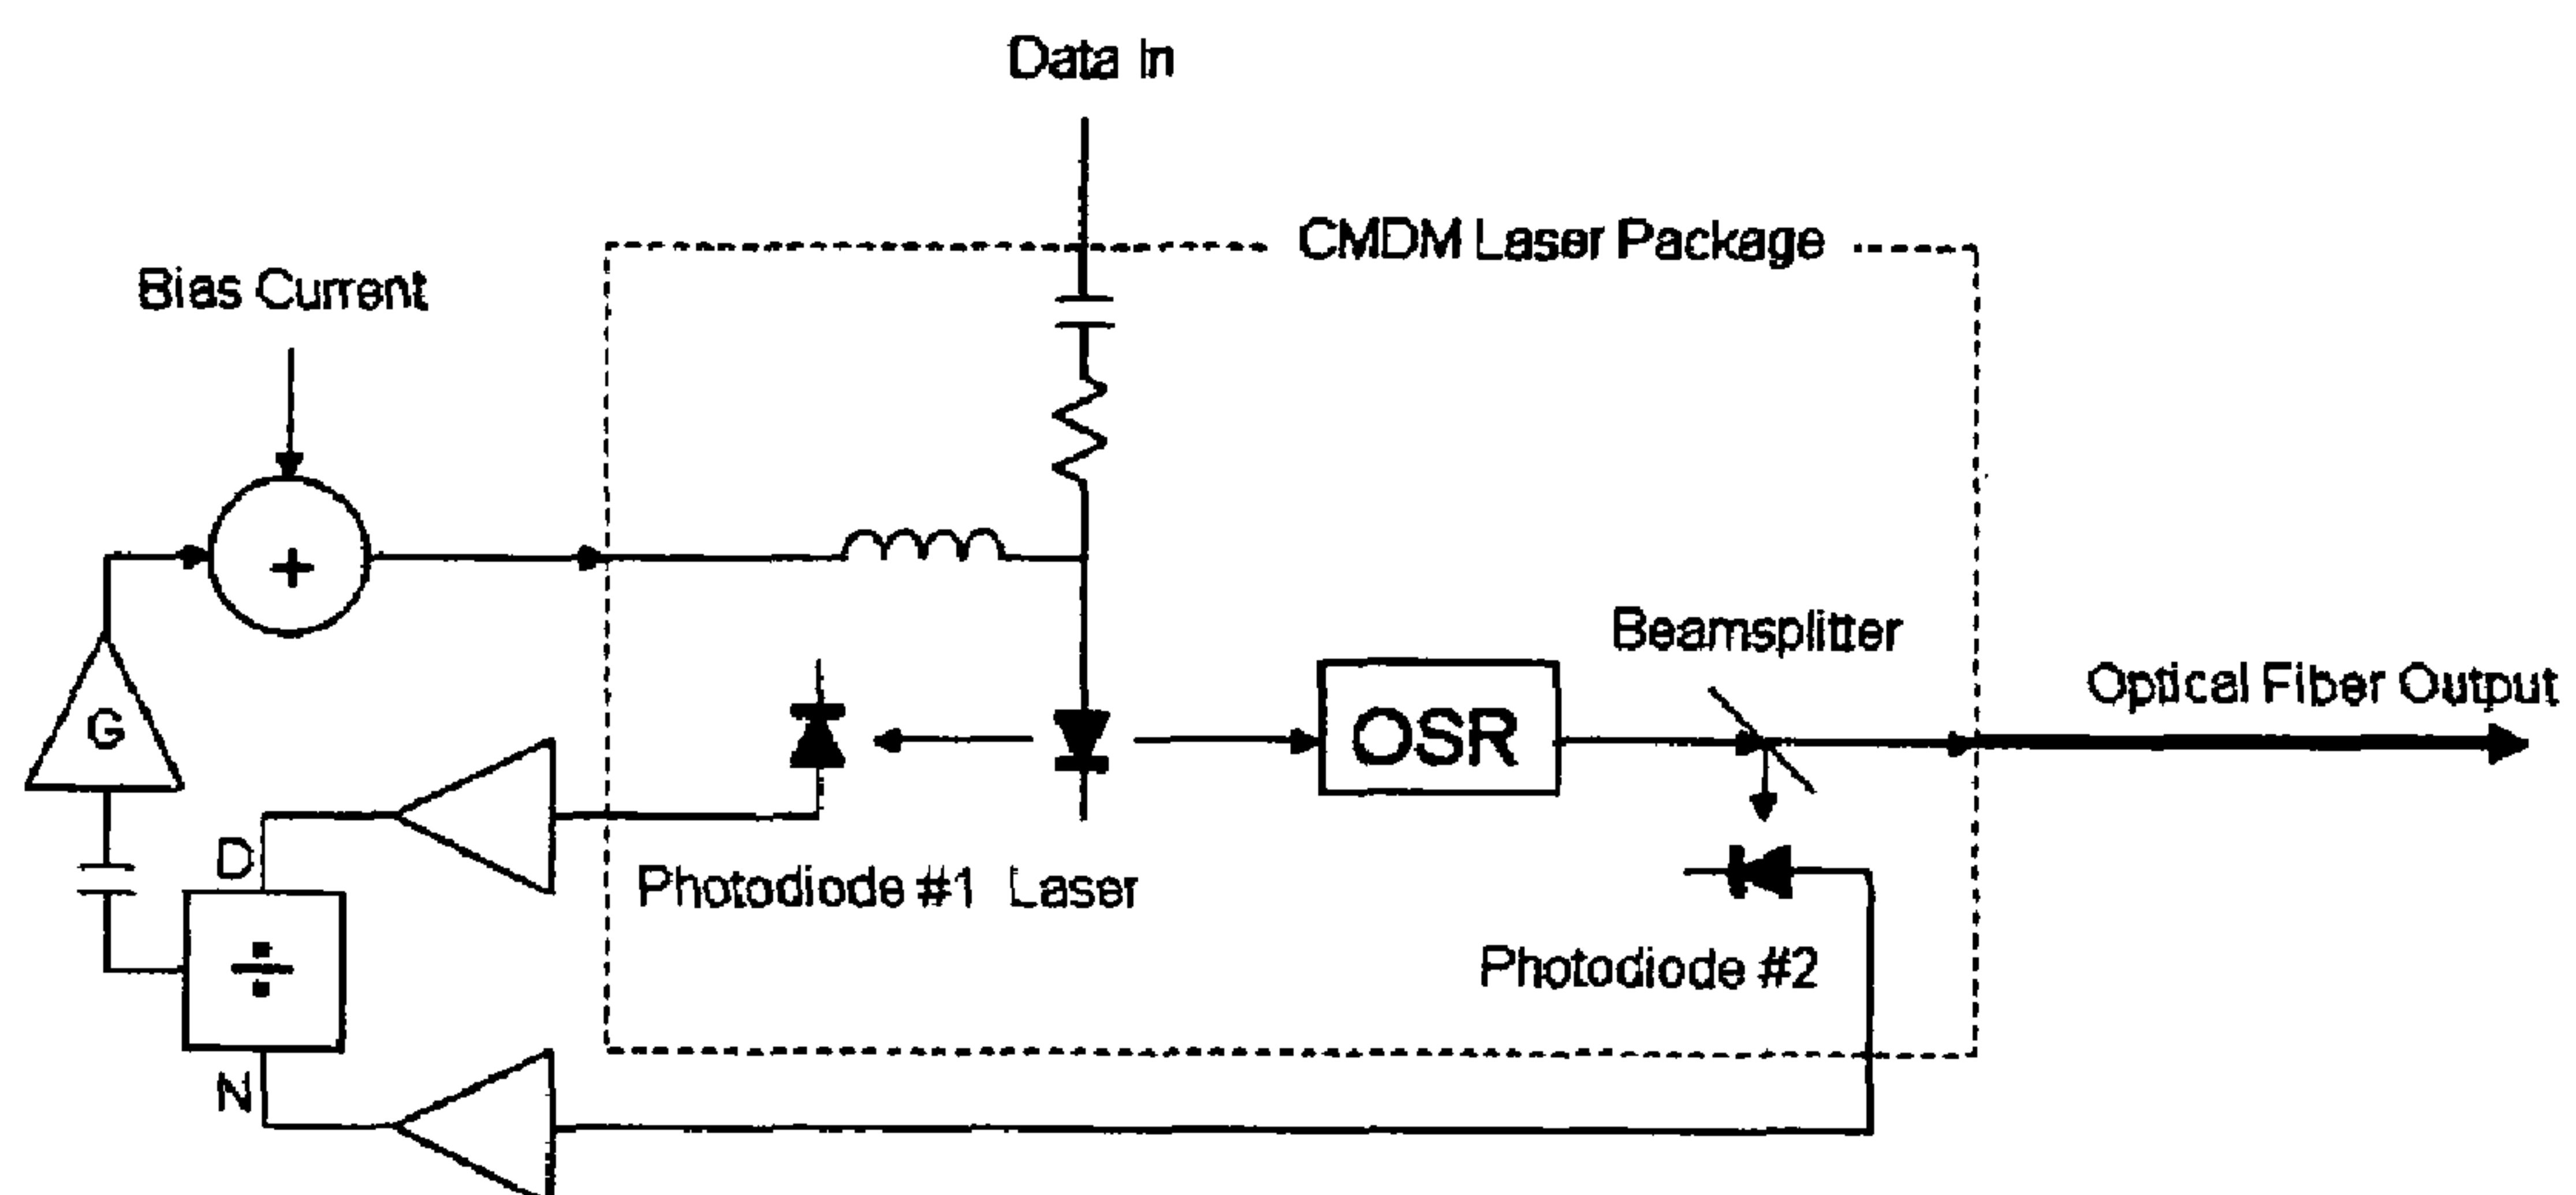 Data In
CMDM Laser Package
Bias Current
+
Beamsplitter
Optical Fiber Output
G
OSR
D
Photodiode #1 Laser
÷
Photodiode #2
N